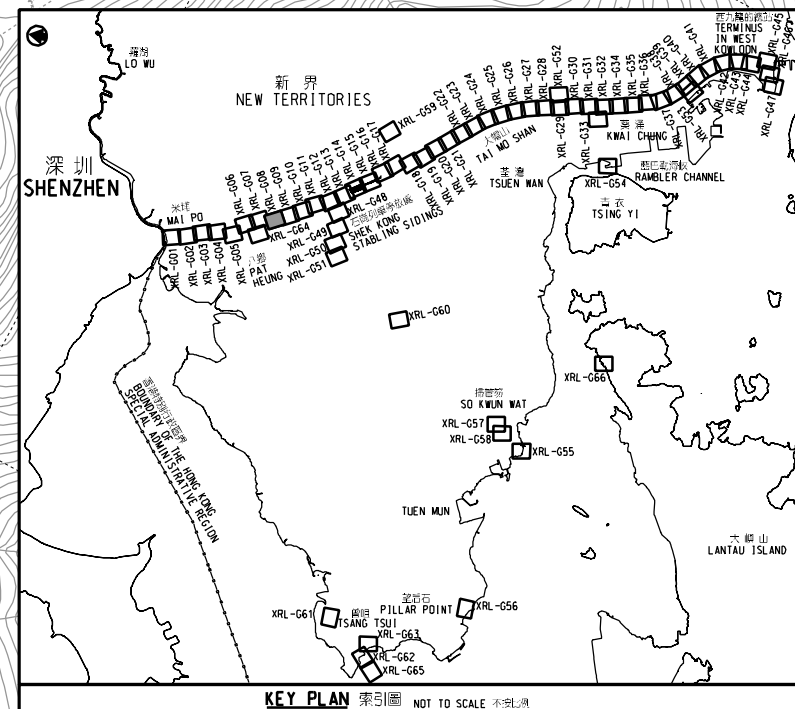 羅湖
LO WU
新界
NEW TERRITORIES
深圳
SHENZHEN
米埔
MAI PO
XRL-G01
XRL-G02
XRL-G03
XRL-G04
XRL-G05
XRL-G06
XRL-G07
XRL-G08
XRL-G09
XRL-G10
XRL-G11
XRL-G12
XRL-G13
XRL-G14
XRL-G15
XRL-G16
XRL-G17
XRL-G59
XRL-G64
八鄉
PAT
HEUNG
XRL-G48
XRL-G49
XRL-G50
XRL-G51
石崗列車停放處
SHEK KONG
STABLING SIDINGS
XRL-G18
XRL-G19
XRL-G20
XRL-G21
XRL-G22
XRL-G23
XRL-G24
XRL-G25
XRL-G26
XRL-G27
XRL-G28
XRL-G52
XRL-G30
XRL-G31
XRL-G32
XRL-G34
XRL-G35
XRL-G36
XRL-G39
XRL-G40
XRL-G41
大帽山
TAI MO SHAN
XRL-G29
XRL-G33
葵涌
KWAI CHUNG
XRL-G42
XRL-G43
XRL-G44
XRL-G45
XRL-G47
TERMINUS
IN WEST
KOWLOON
荃灣
TSUEN WAN
XRL-G54
藍巴勒海峽
RAMBLER CHANNEL
青衣
TSING YI
XRL-G60
XRL-G66
香港特別行政區界
BOUNDARY OF THE HONG KONG
SPECIAL ADMINISTRATIVE REGION
掃管笏
SO KWUN WAT
XRL-G57
XRL-G58
XRL-G55
TUEN MUN
大嶼山
LANTAU ISLAND
望后石
PILLAR POINT
XRL-G56
XRL-G61
曾咀
TSANG TSUI
XRL-G63
XRL-G62
XRL-G65
KEY PLAN 索引圖 NOT TO SCALE 不按比例